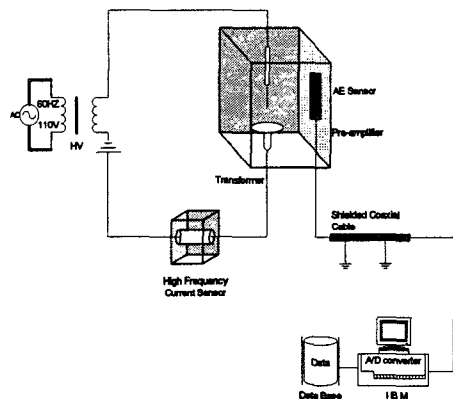 60HZ
AC
110V
HV
AE Sensor
Pre-amplifier
Transformer
Shielded Coaxial
Cable
High Frequency
Current Sensor
Data
A/D converter
Data Base
I B M